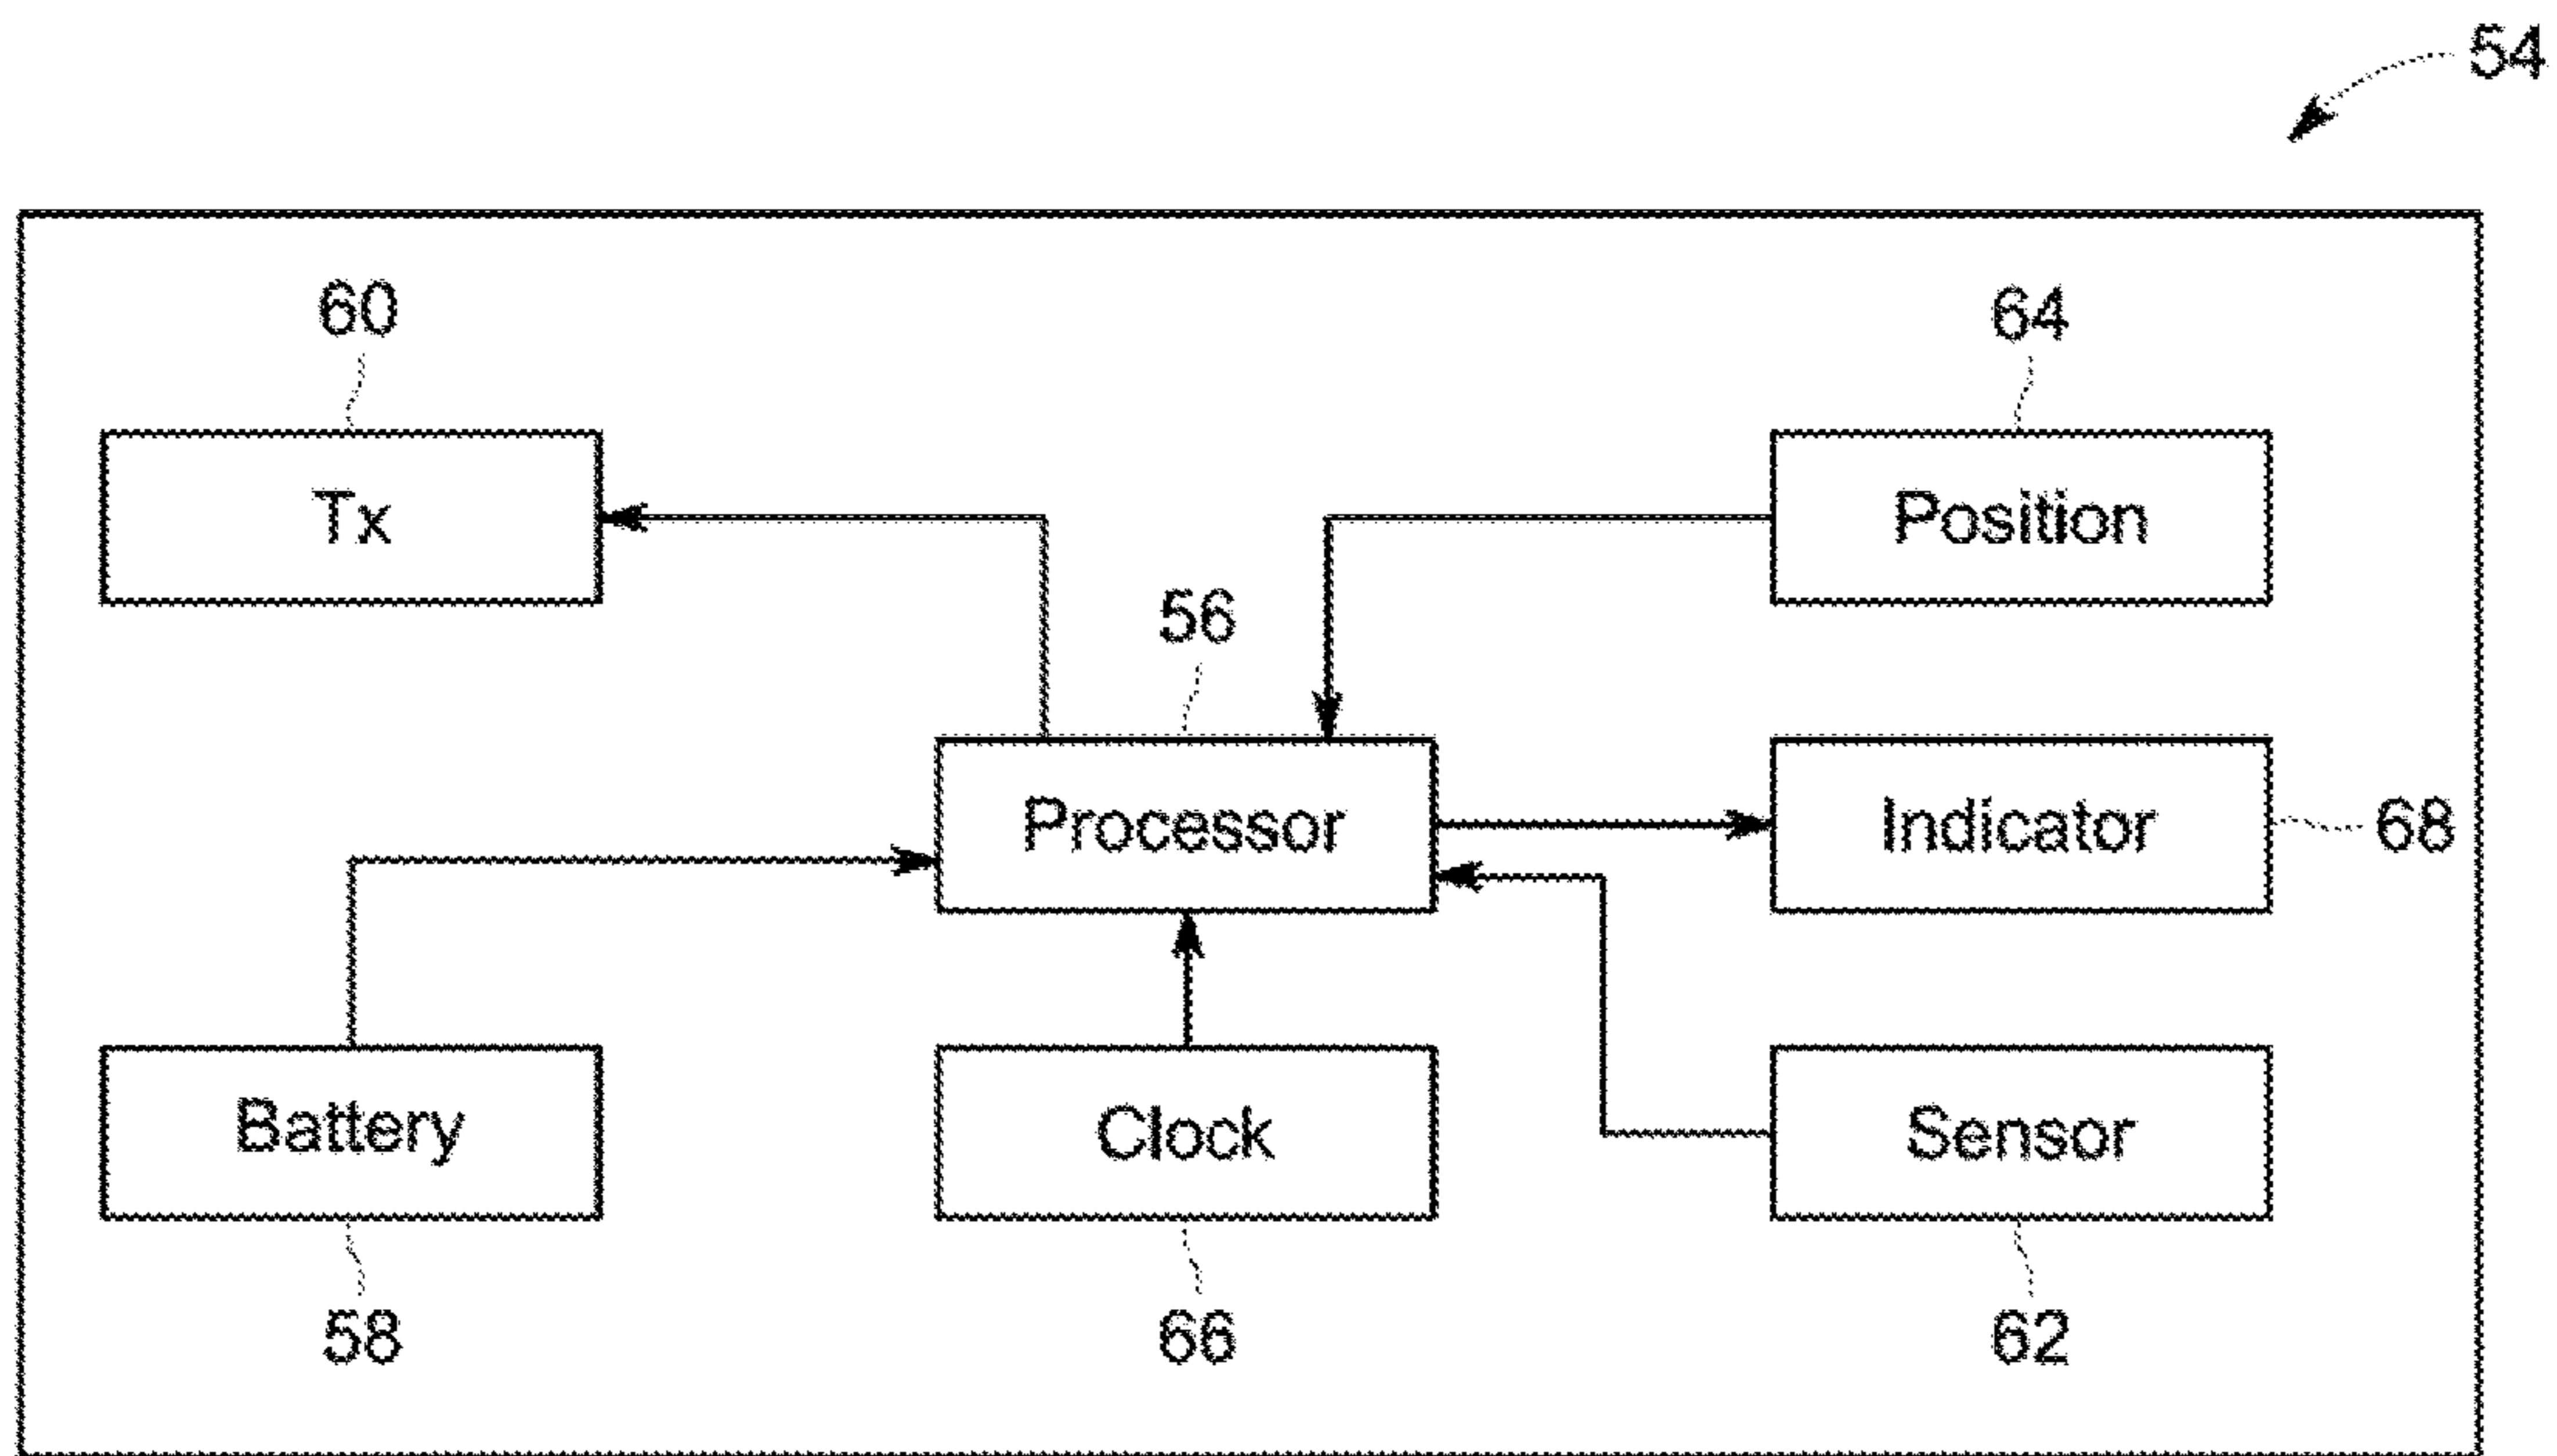 54
60
64
Tx
Position
56
Processor
Indicator
68
Battery
Clock
Sensor
58
66
62